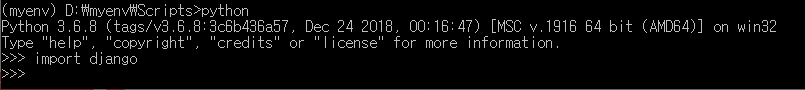 (myenv) D:₩myenv₩Scripts>python
Python 3.6.8 (tags/v3.6.8:3c6b436a57, Dec 24 2018, 00:16:47) [MSC v.1916 64 bit (AMD64)] on win32
Type "help", "copyright", "credits" or "license" for more information.
>>> import django
>>>